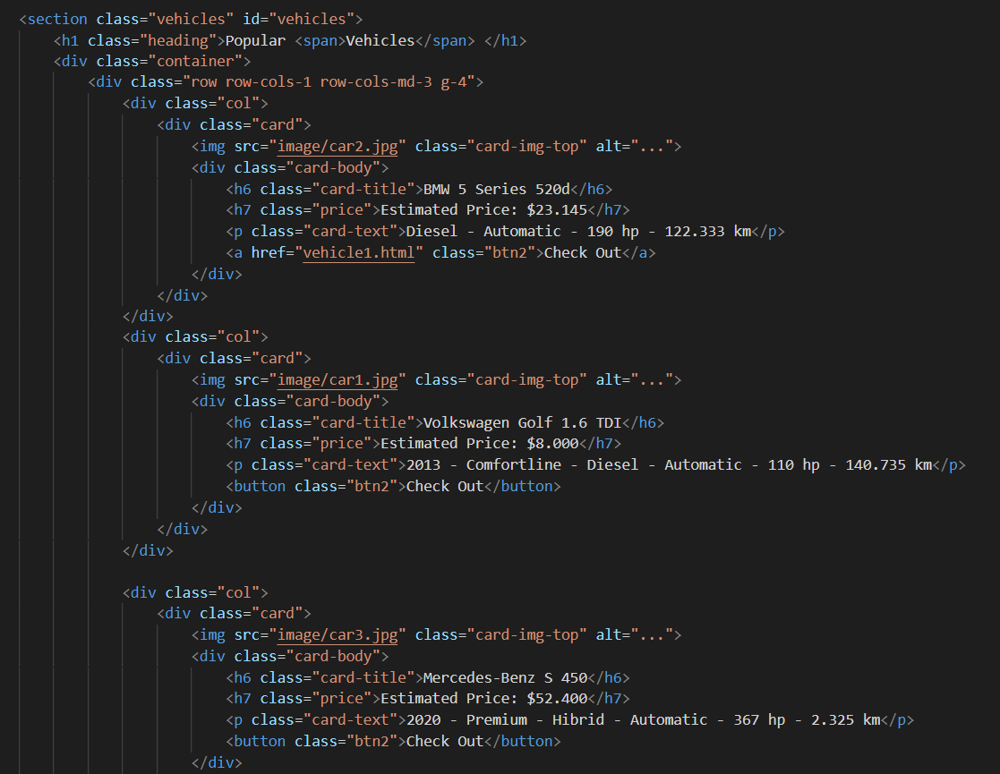 <section class="vehicles" id="vehicles">
<h1 class="heading">Popular <span>Vehicles</span> </h1>
<div class="container">
<div class="row row-cols-1 row-cols-md-3 g-4">
<div class="col">
<div class="card">
<img src="image/car2.jpg" class="card-img-top" alt="...">
<div class="card-body">
<h6 class="card-title">BMW 5 Series 520d</h6>
<h7 class="price">Estimated Price: $23.145</h7>
<p class="card-text">Diesel - Automatic - 190 hp - 122.333 km</p>
<a href="vehicle1.html" class="btn2">Check Out</a>
</div>
</div>
</div>
<div class="col">
<div class="card">
<img src="image/car1.jpg" class="card-img-top" alt="...">
<div class="card-body">
<h6 class="card-title">Volkswagen Golf 1.6 TDI</h6>
<h7 class="price">Estimated Price: $8.000</h7>
<p class="card-text">2013 - Comfortline - Diesel - Automatic - 110 hp - 140.735 km</p>
<button class="btn2">Check Out</button>
</div>
</div>
</div>
<div class="col">
<div class="card">
<img src="image/car3.jpg" class="card-img-top" alt="...">
<div class="card-body">
<h6 class="card-title">Mercedes-Benz S 450</h6>
<h7 class="price">Estimated Price: $52.400</h7>
<p class="card-text">2020 - Premium - Hibrid - Automatic - 367 hp - 2.325 km</p>
<button class="btn2">Check Out</button>
</div>